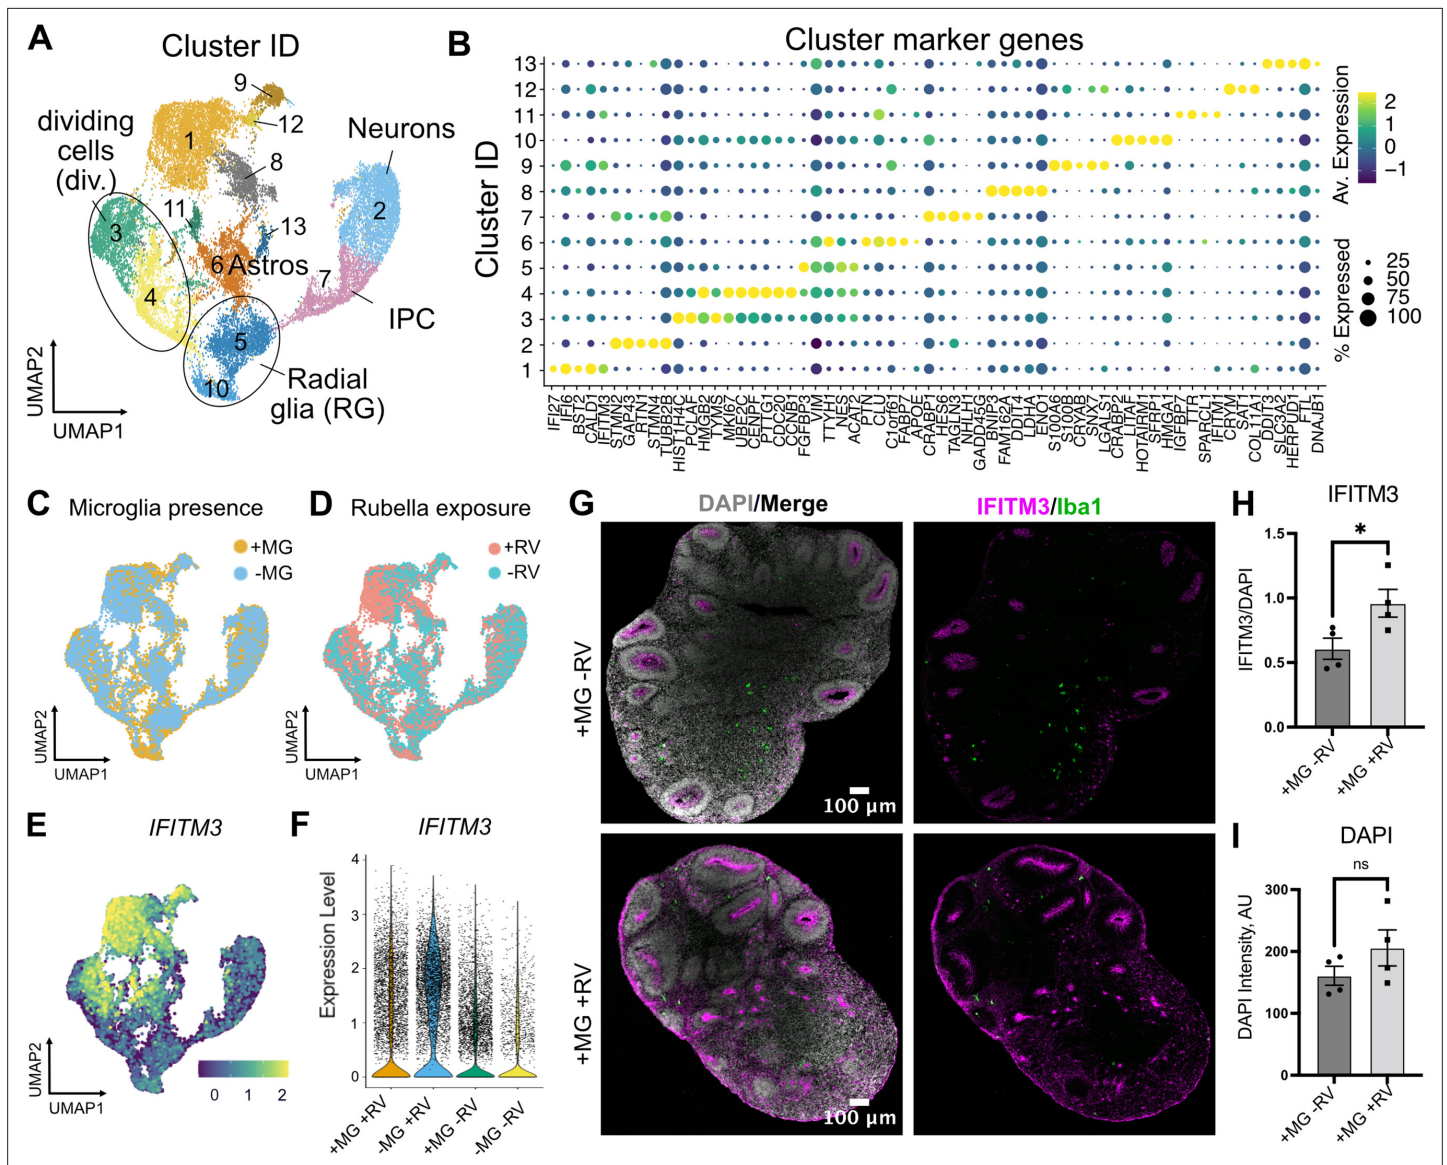 A
Cluster ID
9
12
1
dividing
cells
(div.)
8
11
3
13
6 Astros
4
5
10
Neurons
2
7
IPC
Radial
glia (RG)
UMAP2
UMAP1
B
Cluster marker genes
Cluster ID
13
12
11
10
9
8
7
6
5
4
3
2
1
IFI27
IFI6
BST2
CALD1
IFITM3
STMN2
GAP43
RTN1
STMN4
TUBB2B
HIST1H4C
PCLAF
HMGB2
TYMS
MKI67
UBE2C
CENPF
PTTG1
CDC20
CCNB1
FGFBP3
VIM
TTYH1
NES
ACAT2
PTN
CLU
C1orf61
FABP7
APOE
CRABP1
HES6
TAGLN3
NHLH1
GADD45G
BNIP3
FAM162A
DDIT4
LDHA
ENO1
S100A6
S100B
CRYAB
SNX7
LGALS1
CRABP2
LITAF
HOTAIRM1
SFRP1
HMGA1
IGFBP7
TTR
SPARCL1
IFITM1
CRYM
SAT1
COL11A1
DDIT3
SLC3A2
HERPUD1
FTL
DNAJB1
Av. Expression
2
1
0
−1
% Expressed
25
50
75
100
C
Microglia presence
+MG
-MG
UMAP2
UMAP1
D
Rubella exposure
+RV
-RV
UMAP2
UMAP1
E
IFITM3
UMAP2
UMAP1
0 1 2
F
IFITM3
Expression Level
4
3
2
1
0
+MG +RV
-MG +RV
+MG -RV
-MG -RV
G
DAPI/Merge
IFITM3/Iba1
+MG -RV
100 µm
100 µm
+MG +RV
100 µm
H
IFITM3
IFITM3/DAPI
1.5
1.0
0.5
0.0
*
+MG -RV
+MG +RV
I
DAPI
DAPI Intensity, AU
300
200
100
0
ns
+MG -RV
+MG +RV